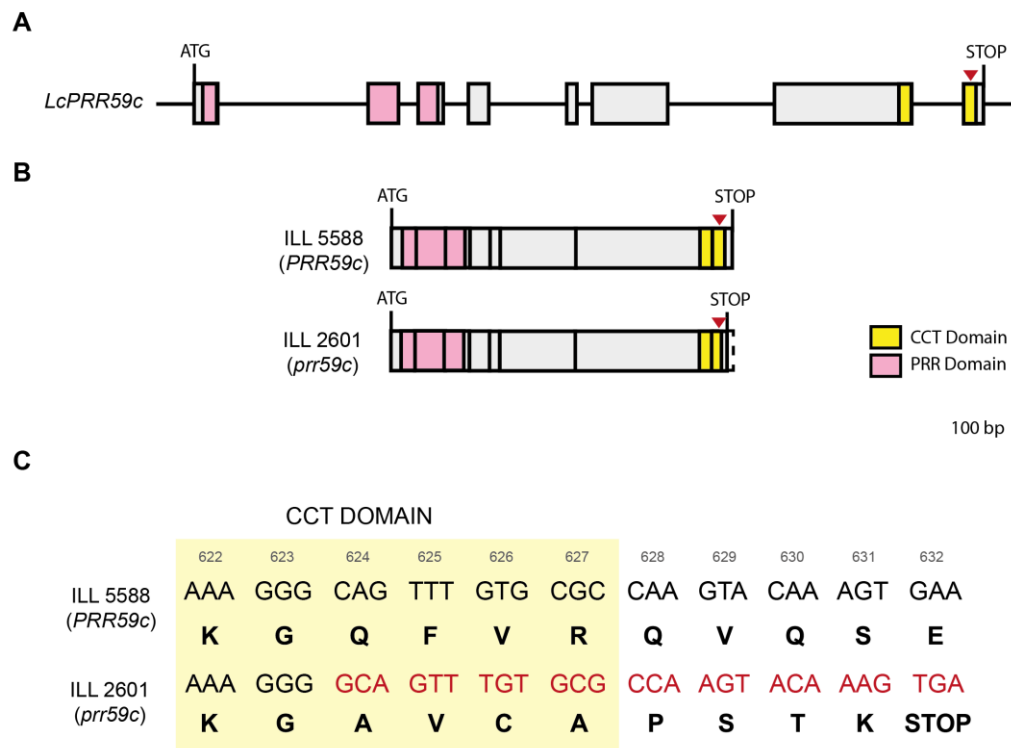 A
ATG
STOP
LcPRR59c
B
ATG
STOP
ILL 5588
(PRR59c)
ATG
STOP
ILL 2601
(prr59c)
CCT Domain
PRR Domain
100 bp
C
CCT DOMAIN
622 623 624 625 626 627 628 629 630 631 632
ILL 5588
(PRR59c)
AAA GGG CAG TTT GTG CGC CAA GTA CAA AGT GAA
K G Q F V R Q V Q S E
ILL 2601
(prr59c)
AAA GGG GCA GTT TGT GCG CCA AGT ACA AAG TGA
K G A V C A P S T K STOP